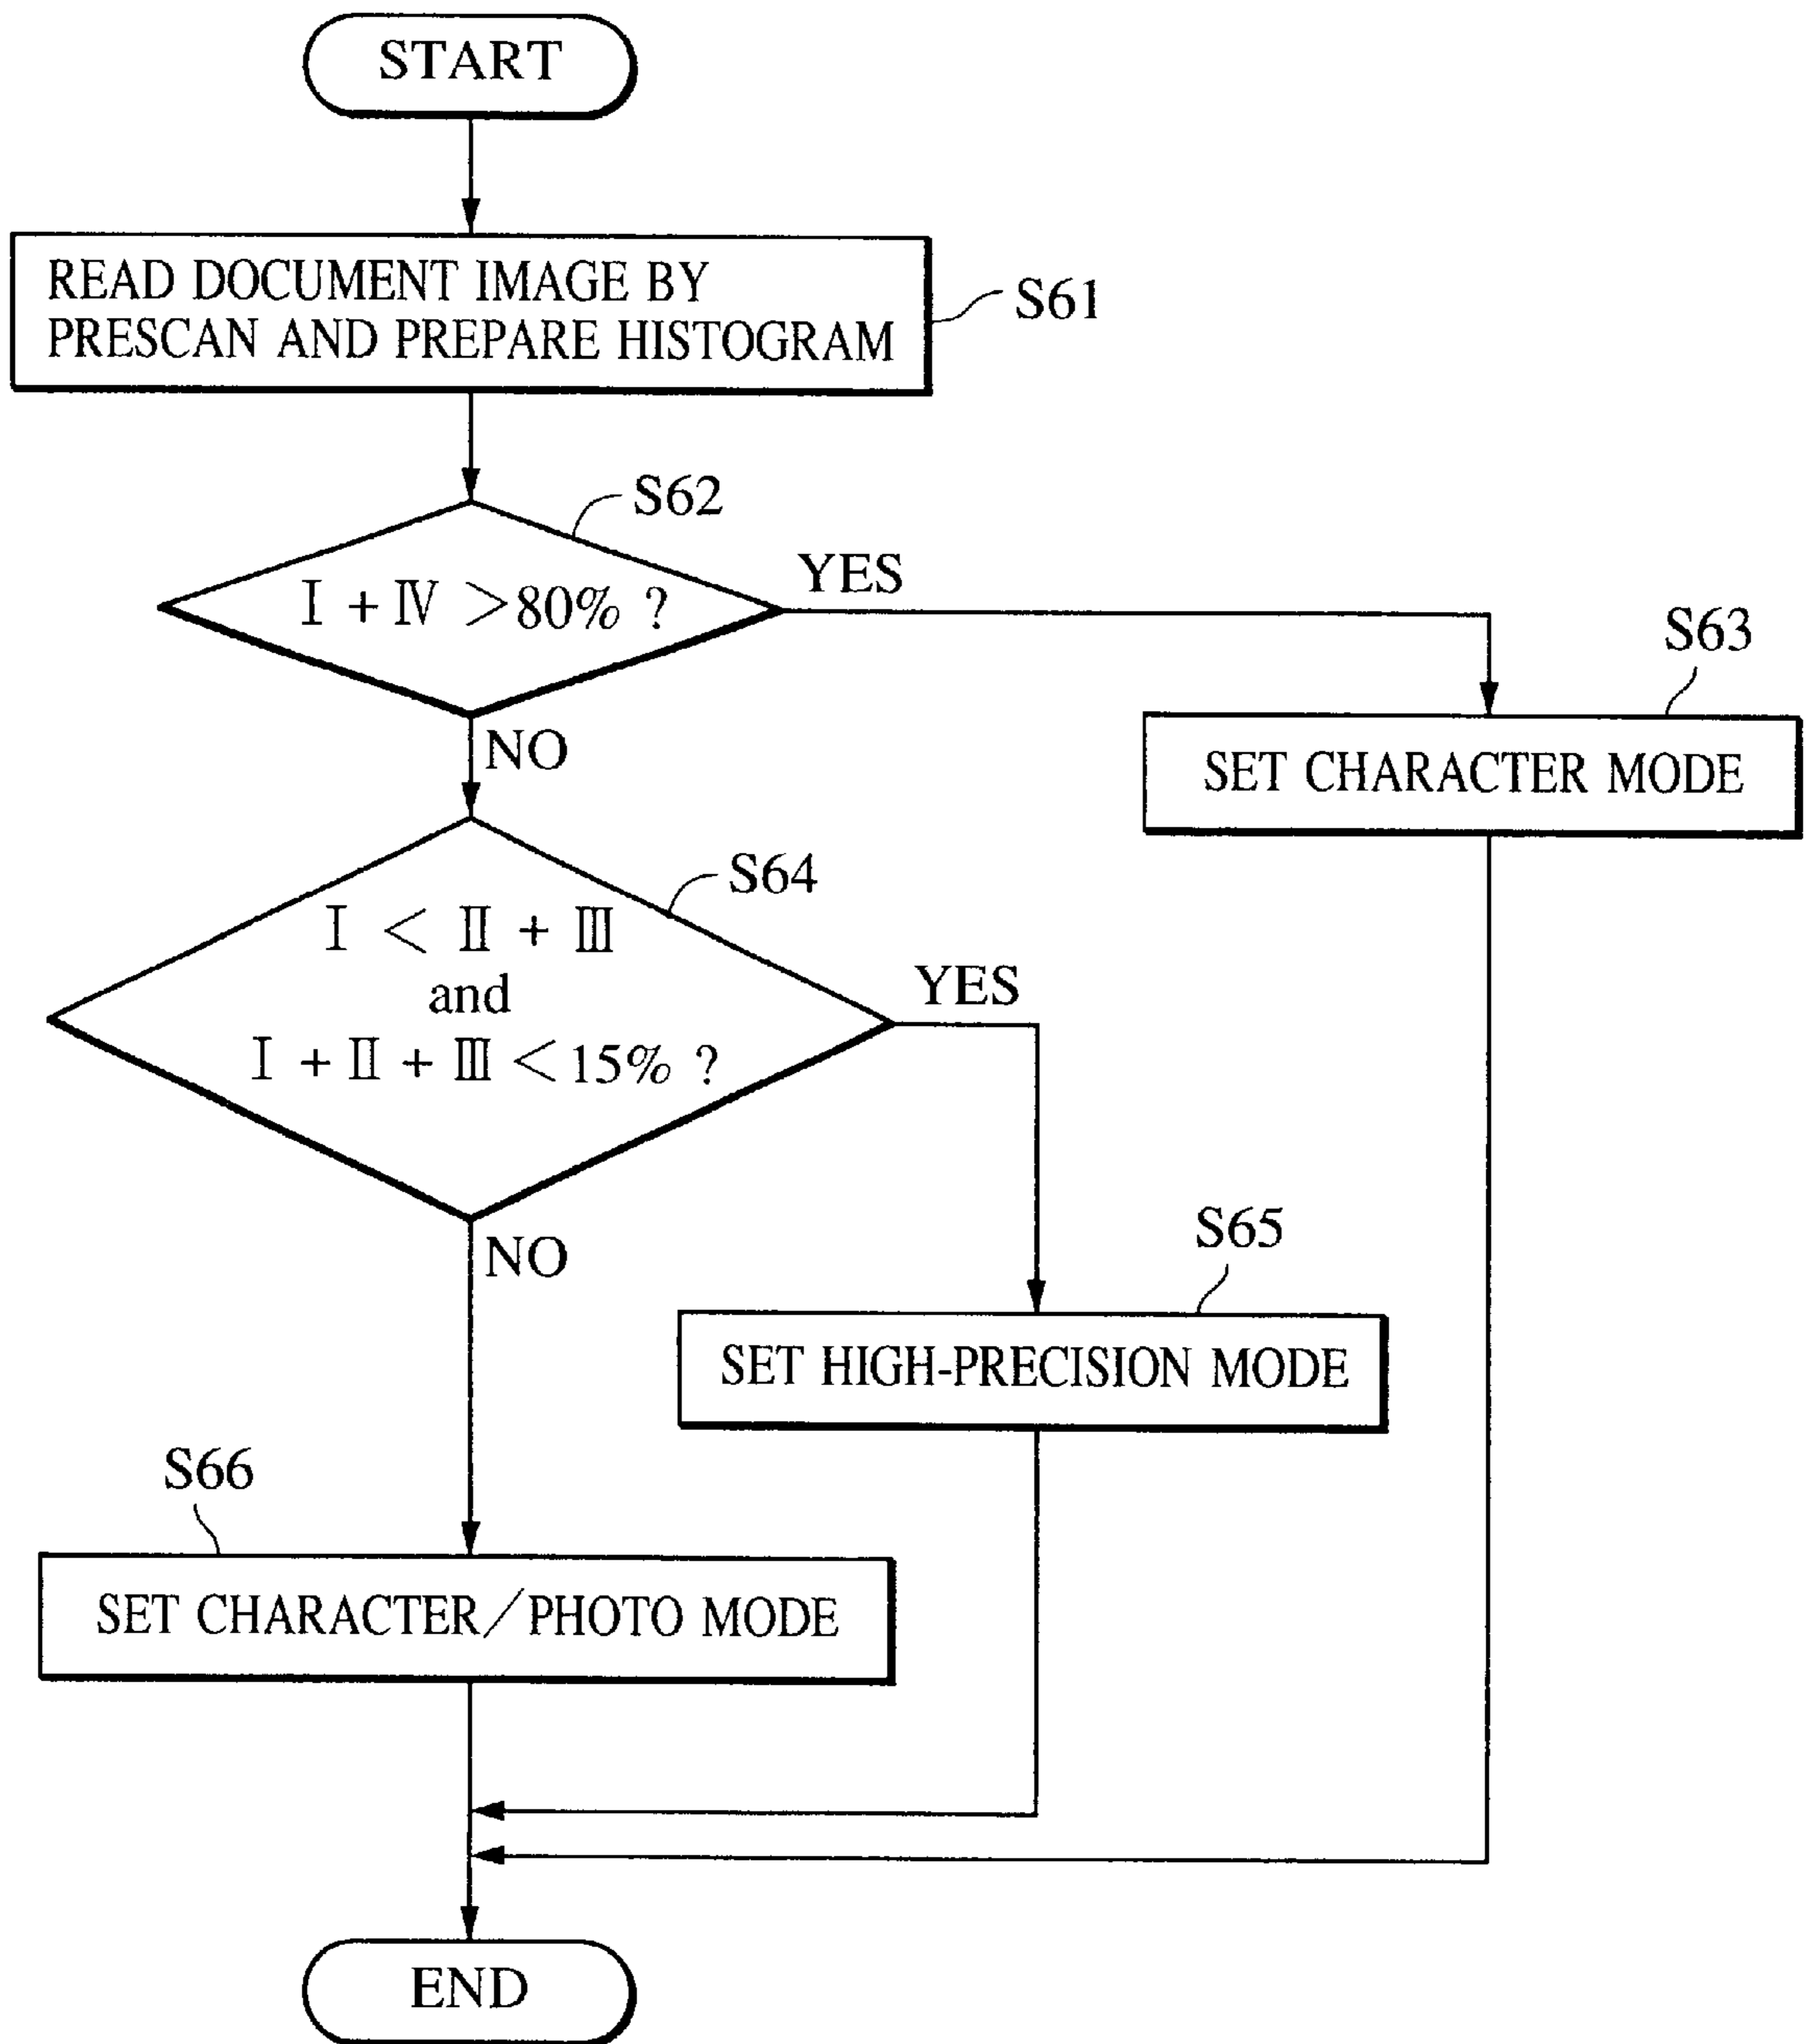 START
READ DOCUMENT IMAGE BY
PRESCAN AND PREPARE HISTOGRAM
S61
S62
Ⅰ + Ⅳ >80% ?
YES
NO
S63
SET CHARACTER MODE
S64
Ⅰ < Ⅱ + Ⅲ
and
Ⅰ + Ⅱ + Ⅲ <15% ?
YES
NO
S65
SET HIGH-PRECISION MODE
S66
SET CHARACTER/PHOTO MODE
END